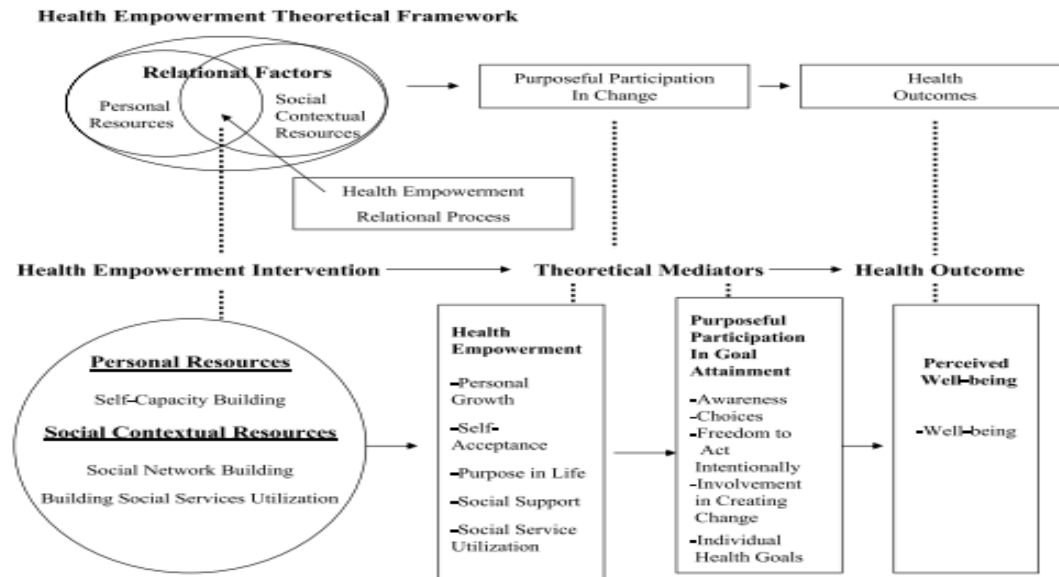 Health Empowerment Theoretical Framework
Relational Factors
Personal
Resources
Social
Contextual
Resources
Purposeful Participation
In Change
Health
Outcomes
Health Empowerment
Relational Process
Health Empowerment Intervention
Theoretical Mediators
Health Outcome
Personal Resources
Self-Capacity Building
Social Contextual Resources
Social Network Building
Building Social Services Utilization
Health
Empowerment
-Personal
Growth
-Self-
Acceptance
-Purpose in Life
-Social Support
-Social Service
Utilization
Purposeful
Participation
In Goal
Attainment
-Awareness
-Choices
-Freedom to
Act
Intentionally
-Involvement
in Creating
Change
-Individual
Health Goals
Perceived
Well-being
-Well-being